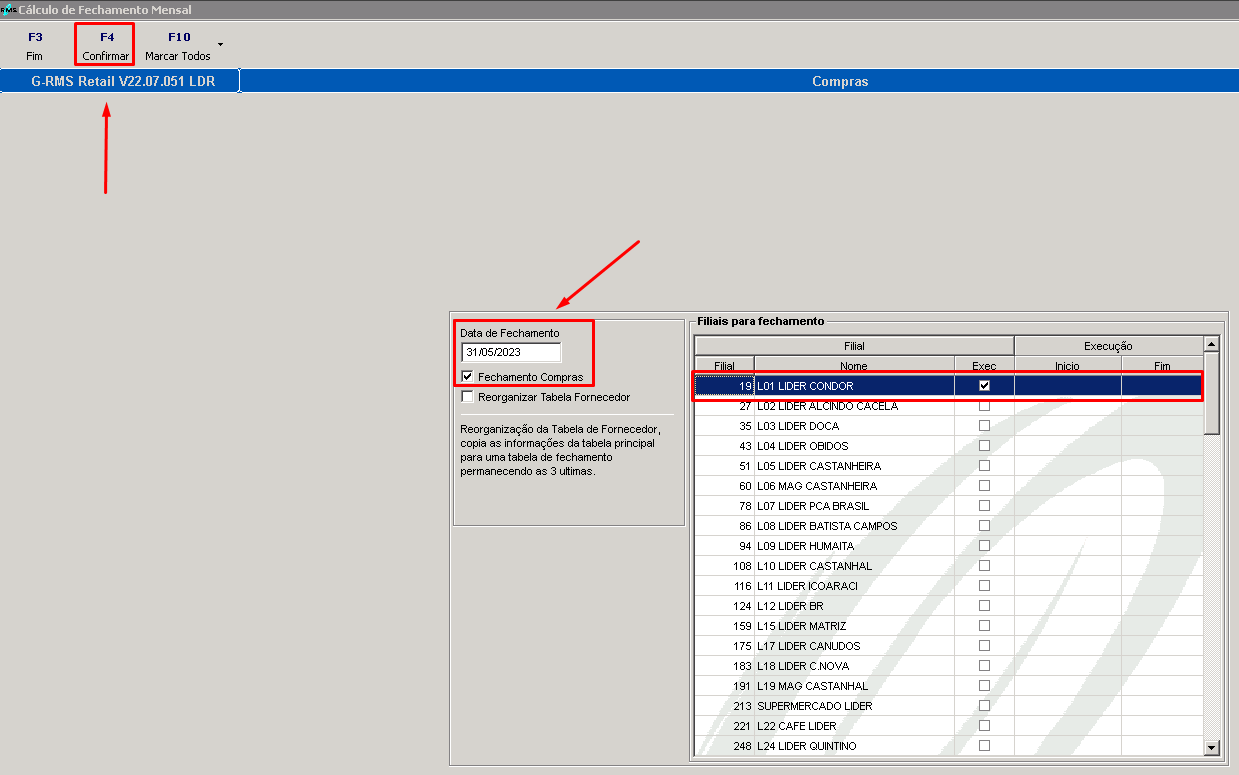 RMS Cálculo de Fechamento Mensal
F3 F4 F10
Fim Confirmar Marcar Todos
G-RMS Retail V22.07.051 LDR Compras
Data de Fechamento
31/05/2023
Fechamento Compras
Reorganizar Tabela Fornecedor
Reorganização da Tabela de Fornecedor,
copia as informações da tabela principal
para uma tabela de fechamento
permanecendo as 3 ultimas.
Filiais para fechamento
Filial Execução
Filial Nome Exec Inicio Fim
19 L01 LIDER CONDOR
27 L02 LIDER ALCINDO CACELA
35 L03 LIDER DOCA
43 L04 LIDER OBIDOS
51 L05 LIDER CASTANHEIRA
60 L06 MAG CASTANHEIRA
78 L07 LIDER PCA BRASIL
86 L08 LIDER BATISTA CAMPOS
94 L09 LIDER HUMAITA
108 L10 LIDER CASTANHAL
116 L11 LIDER ICOARACI
124 L12 LIDER BR
159 L15 LIDER MATRIZ
175 L17 LIDER CANUDOS
183 L18 LIDER C.NOVA
191 L19 MAG CASTANHAL
213 SUPERMERCADO LIDER
221 L22 CAFE LIDER
248 L24 LIDER QUINTINO